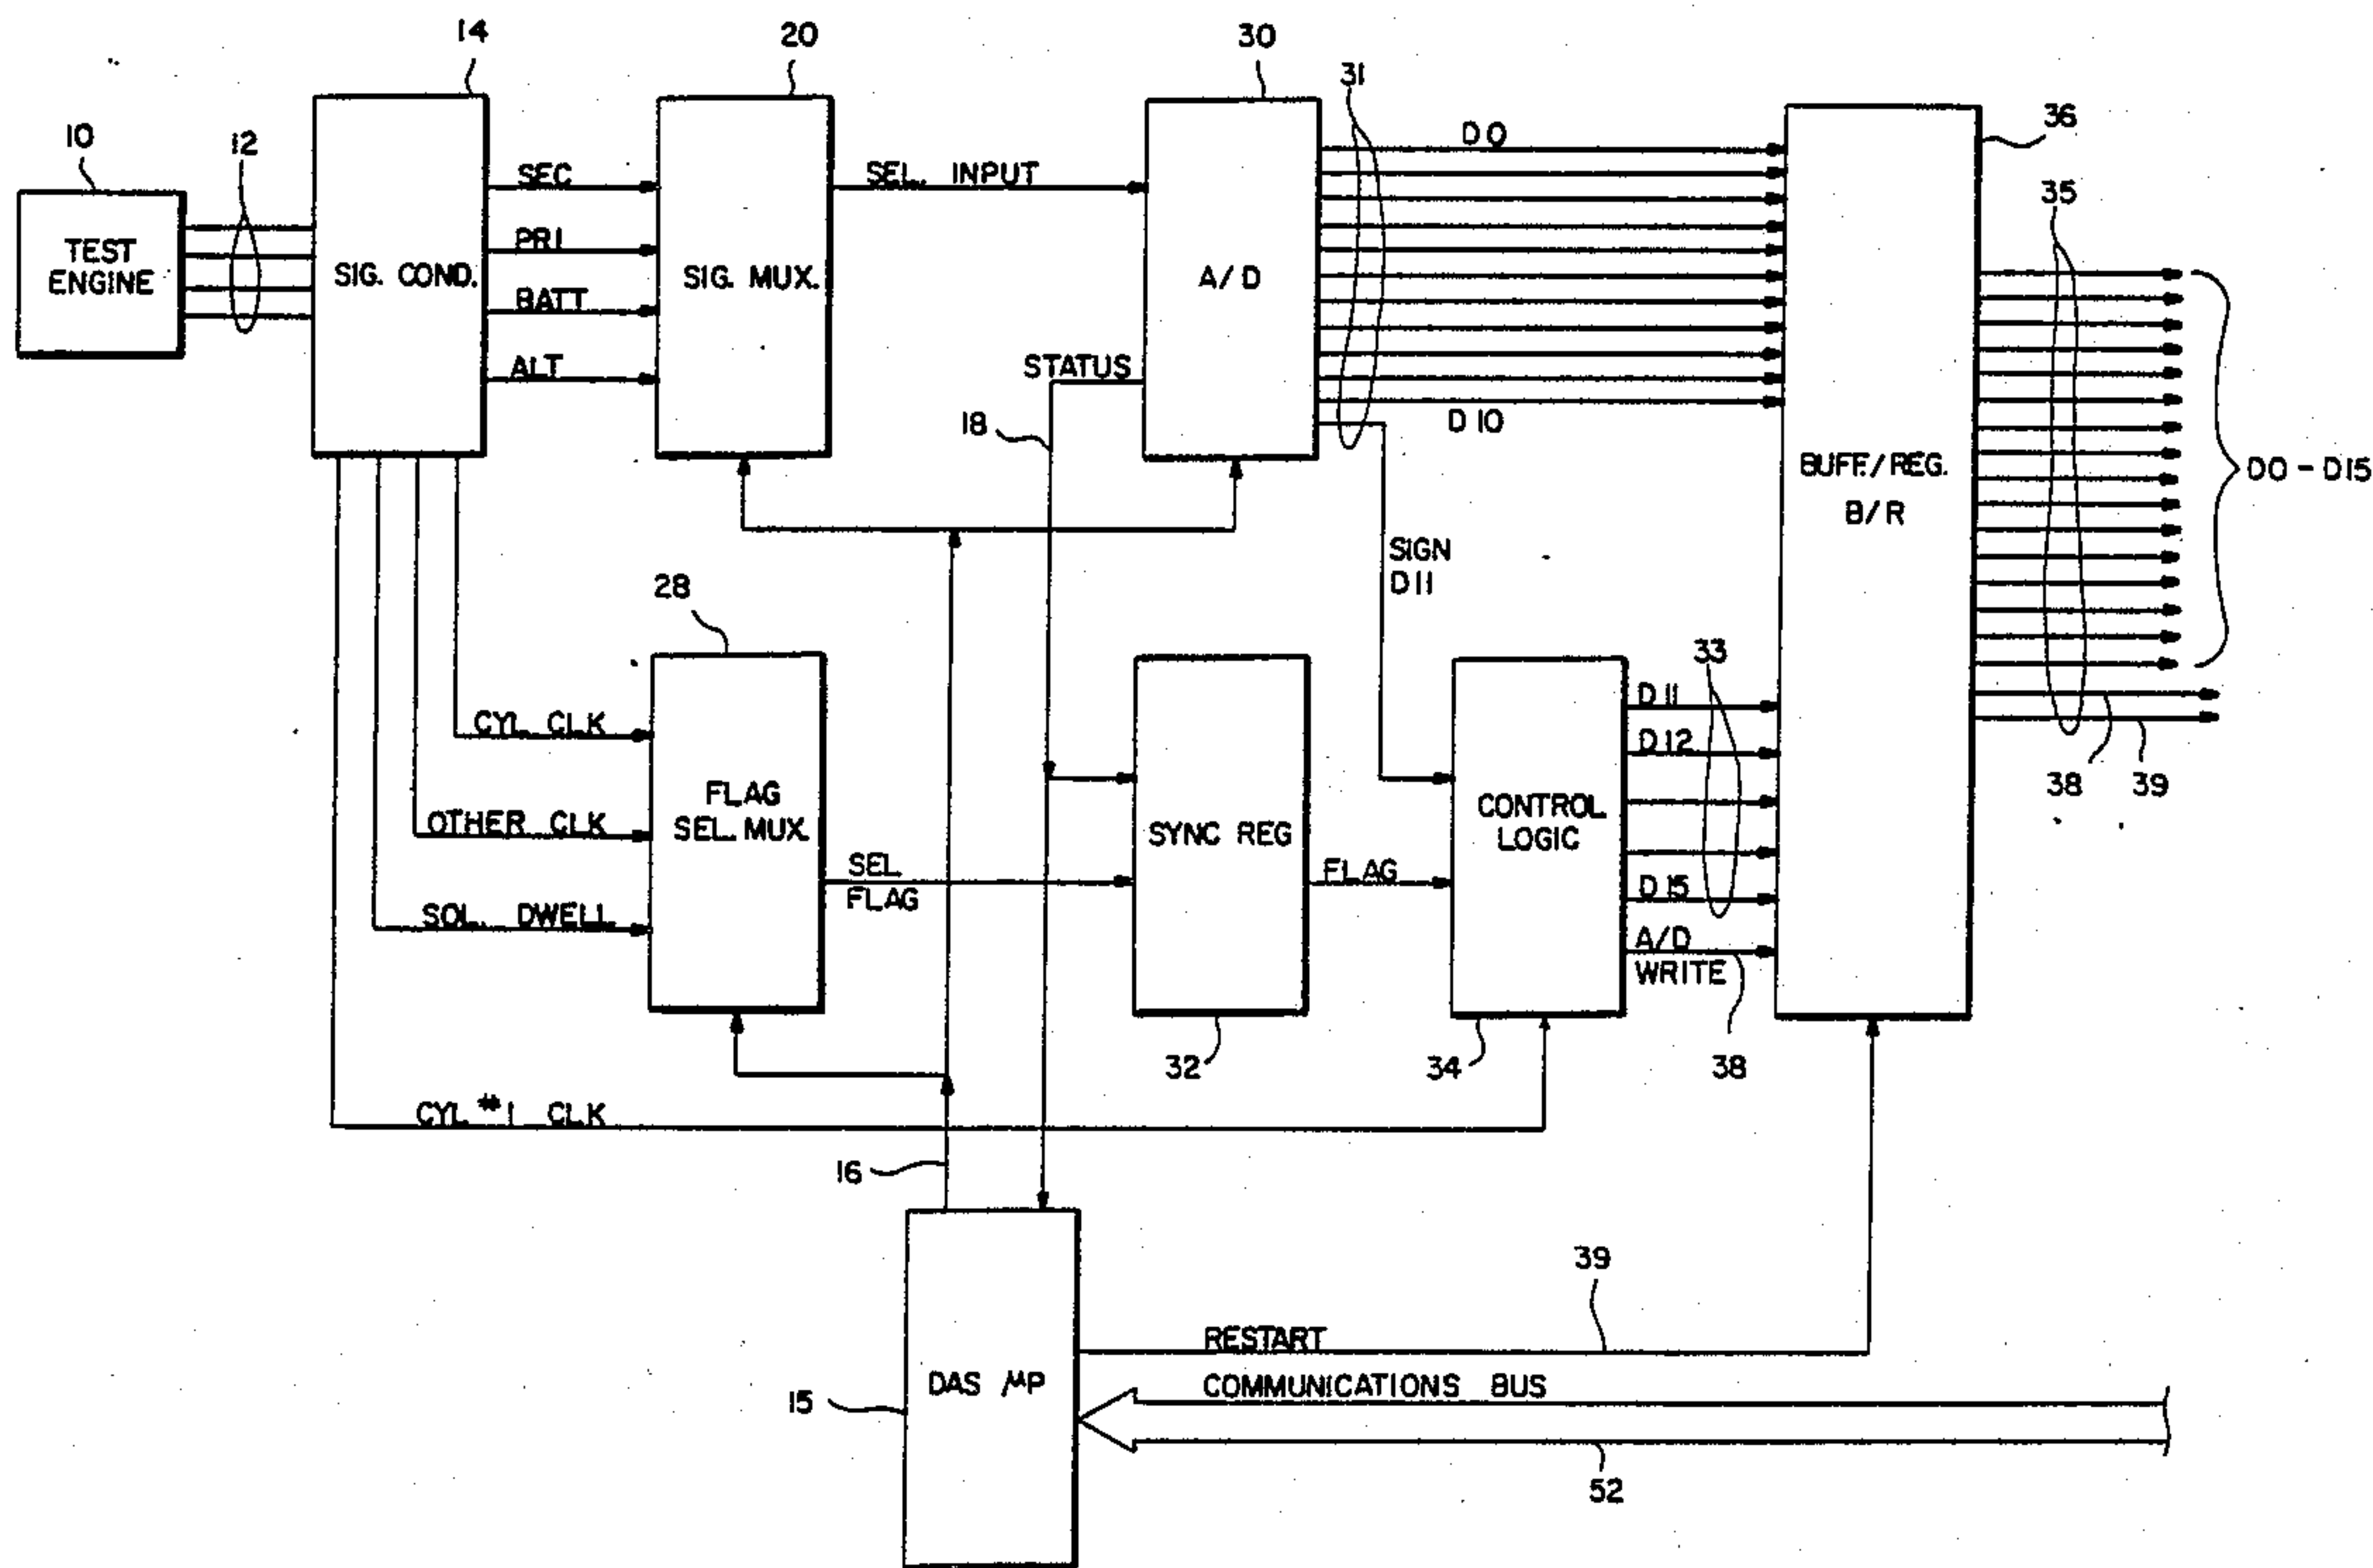 14
20
30
31
10
12
36
35
TEST
ENGINE
SIG. COND.
SEC
PRI
BATT
ALT
SIG. MUX.
SEL. INPUT
A/D
STATUS
18
D0
D10
BUFF./REG.
B/R
D0-D15
SIGN
D11
28
CYL CLK
OTHER CLK
SOL. DWELL
FLAG
SEL. MUX.
SEL
FLAG
SYNC REG
32
FLAG
CONTROL
LOGIC
34
33
D11
D12
D15
A/D
WRITE
38
38
39
CYL #1 CLK
16
15
DAS μP
RESTART
39
COMMUNICATIONS BUS
52